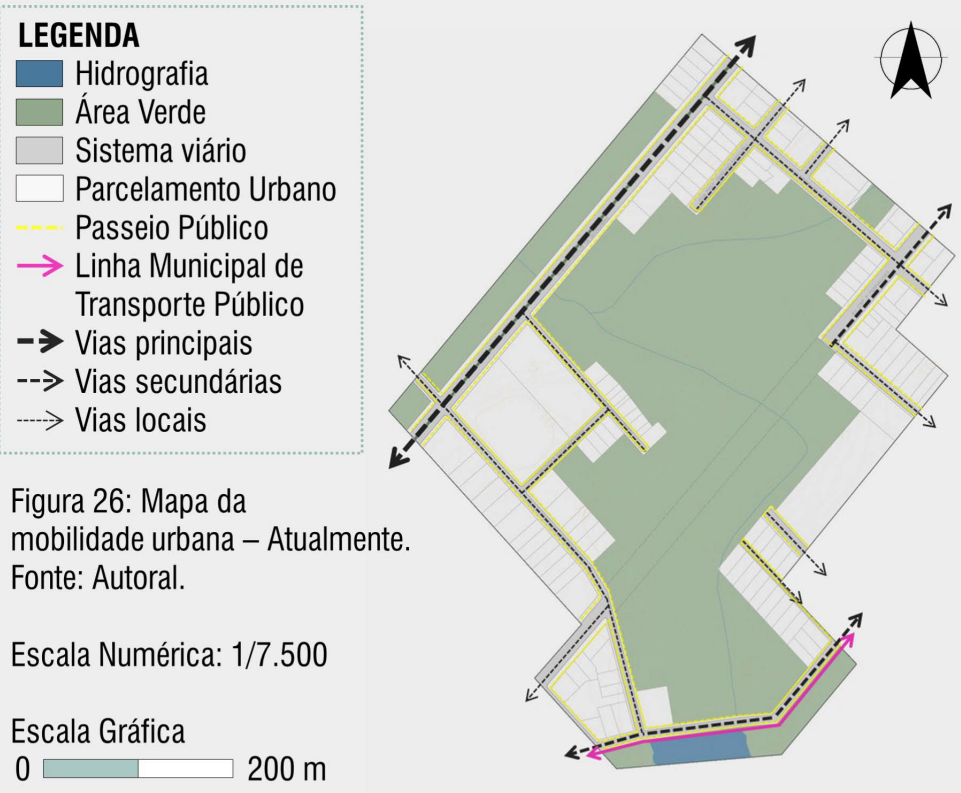 LEGENDA
Hidrografia
Área Verde
Sistema viário
Parcelamento Urbano
Passeio Público
Linha Municipal de
Transporte Público
Vias principais
Vias secundárias
Vias locais
Figura 26: Mapa da
mobilidade urbana – Atualmente.
Fonte: Autoral.
Escala Numérica: 1/7.500
Escala Gráfica
0 200 m